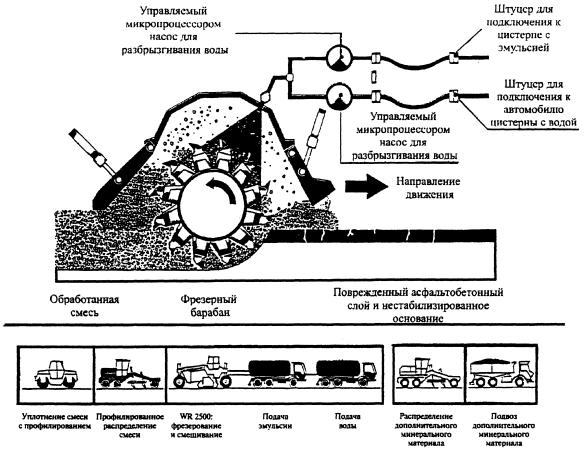 Управляемый
микропроцессором
насос для
разбрызгивания воды
Штуцер для
подключения к
цистерне с
эмульсией
Штуцер для
подключения к
автомобилю
цистерны с водой
Управляемый
микропроцессором
насос для
разбрызгивания воды
Направление
движения
Обработанная
смесь
Фрезерный
барабан
Поврежденный асфальтобетонный
слой и нестабилизированное
основание
Уплотнение смеси
с профилированием
Профилированное
распределение
смеси
WR 2500:
фрезерование
и смешивание
Подача
эмульсии
Подача
воды
Распределение
дополнительного
минерального
материала
Подвоз
дополнительного
минерального
материала